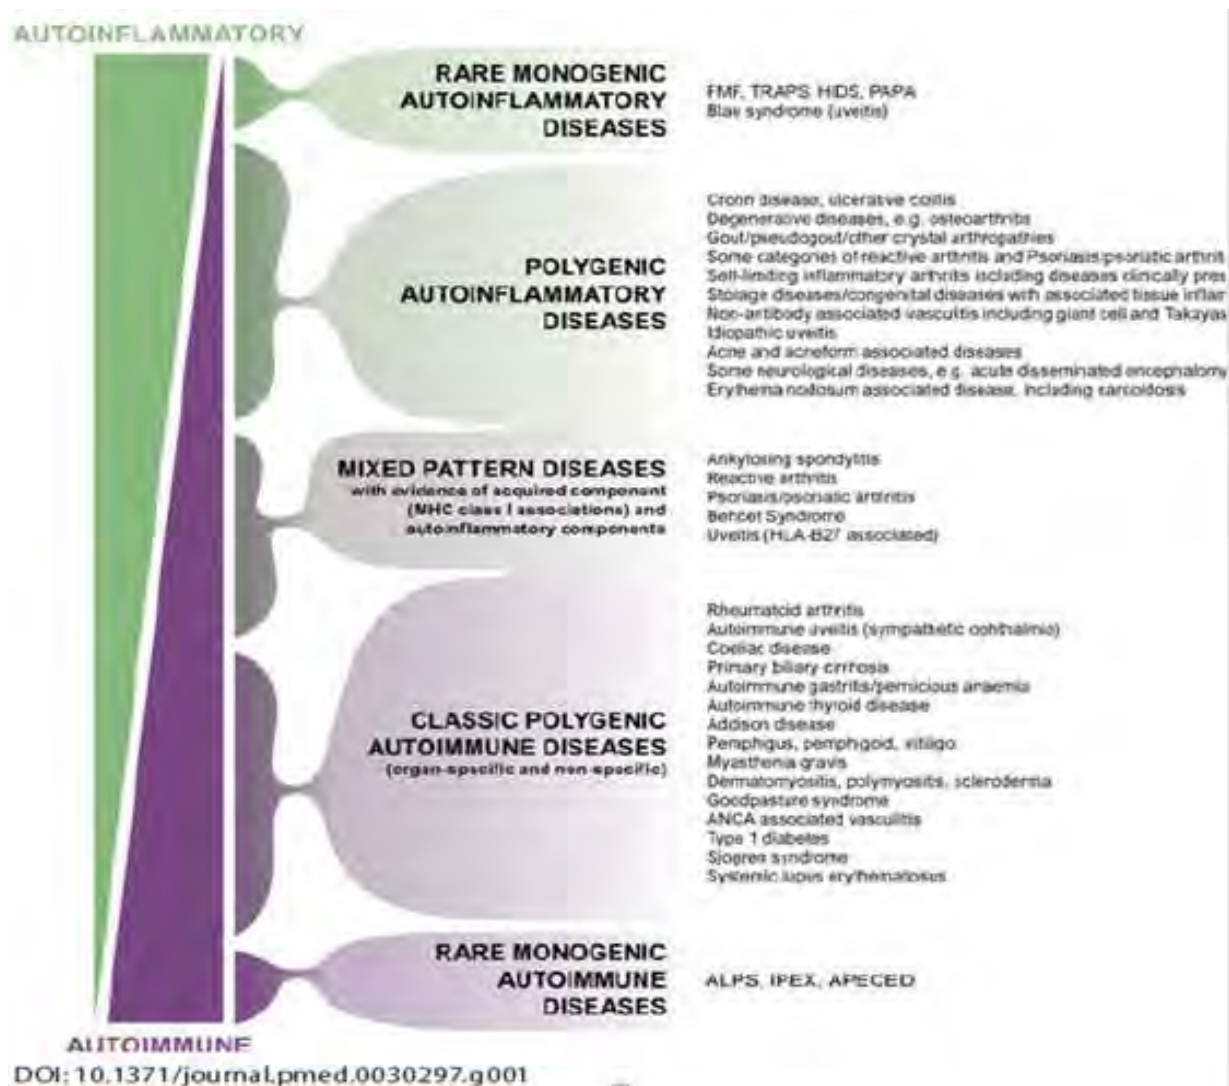 AUTOINFLAMMATORY
RARE MONOGENIC
AUTOINFLAMMATORY
DISEASES
FMF, TRAPS, HIDS, PAPA
Blau syndrome (uveitis)
POLYGENIC
AUTOINFLAMMATORY
DISEASES
Crohn disease, ulcerative colitis
Degenerative diseases, e.g. osteoarthritis
Gout/pseudogout/other crystal arthropathies
Some categories of reactive arthritis and Psoriasis/psoriatic arthrit
Self-limiting inflammatory arthritis including diseases clinically pres
Storage diseases/congenital diseases with associated tissue inflam
Non-antibody associated vasculitis including giant cell and Takayas
Idiopathic uveitis
Acne and acneform associated diseases
Some neurological diseases, e.g. acute disseminated encephalomy
Erythema nodosum associated disease, including sarcoidosis
MIXED PATTERN DISEASES
with evidence of acquired component
(MHC class I associations) and
autoinflammatory components
Ankylosing spondylitis
Reactive arthritis
Psoriasis/psoriatic arthritis
Behcet Syndrome
Uveitis (HLA-B27 associated)
CLASSIC POLYGENIC
AUTOIMMUNE DISEASES
(organ-specific and non-specific)
Rheumatoid arthritis
Autoimmune uveitis (sympathetic ophthalmia)
Coeliac disease
Primary biliary cirrhosis
Autoimmune gastritis/pernicious anaemia
Autoimmune thyroid disease
Addison disease
Pemphigus, pemphigoid, vitiligo
Myasthenia gravis
Dermatomyositis, polymyositis, scleroderma
Goodpasture syndrome
ANCA associated vasculitis
Type 1 diabetes
Sjogren syndrome
Systemic lupus erythematosus
RARE MONOGENIC
AUTOIMMUNE
DISEASES
ALPS, IPEX, APECED
AUTOIMMUNE
DOI: 10.1371/journal.pmed.0030297.g001